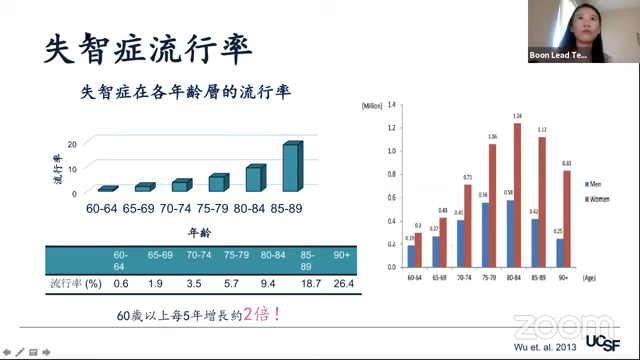 失智症流行率
Boon Lead Te...
失智症在各年齡層的流行率
流行率
20
10
0
60-64 65-69 70-74 75-79 80-84 85-89
年齡
60-64 65-69 70-74 75-79 80-84 85-89 90+
流行率 (%) 0.6 1.9 3.5 5.7 9.4 18.7 26.4
60歲以上每5年增長約2倍！
(Million)
1.4
1.2
1.0
0.8
0.6
0.4
0.2
0.0
0.19 0.3 0.27 0.43 0.41 0.71 0.56 1.06 0.58 1.24 0.42 1.12 0.25 0.83
60-64 65-69 70-74 75-79 80-84 85-89 90+ (Age)
Men
Women
zoom
Wu et. al. 2013
UCSF